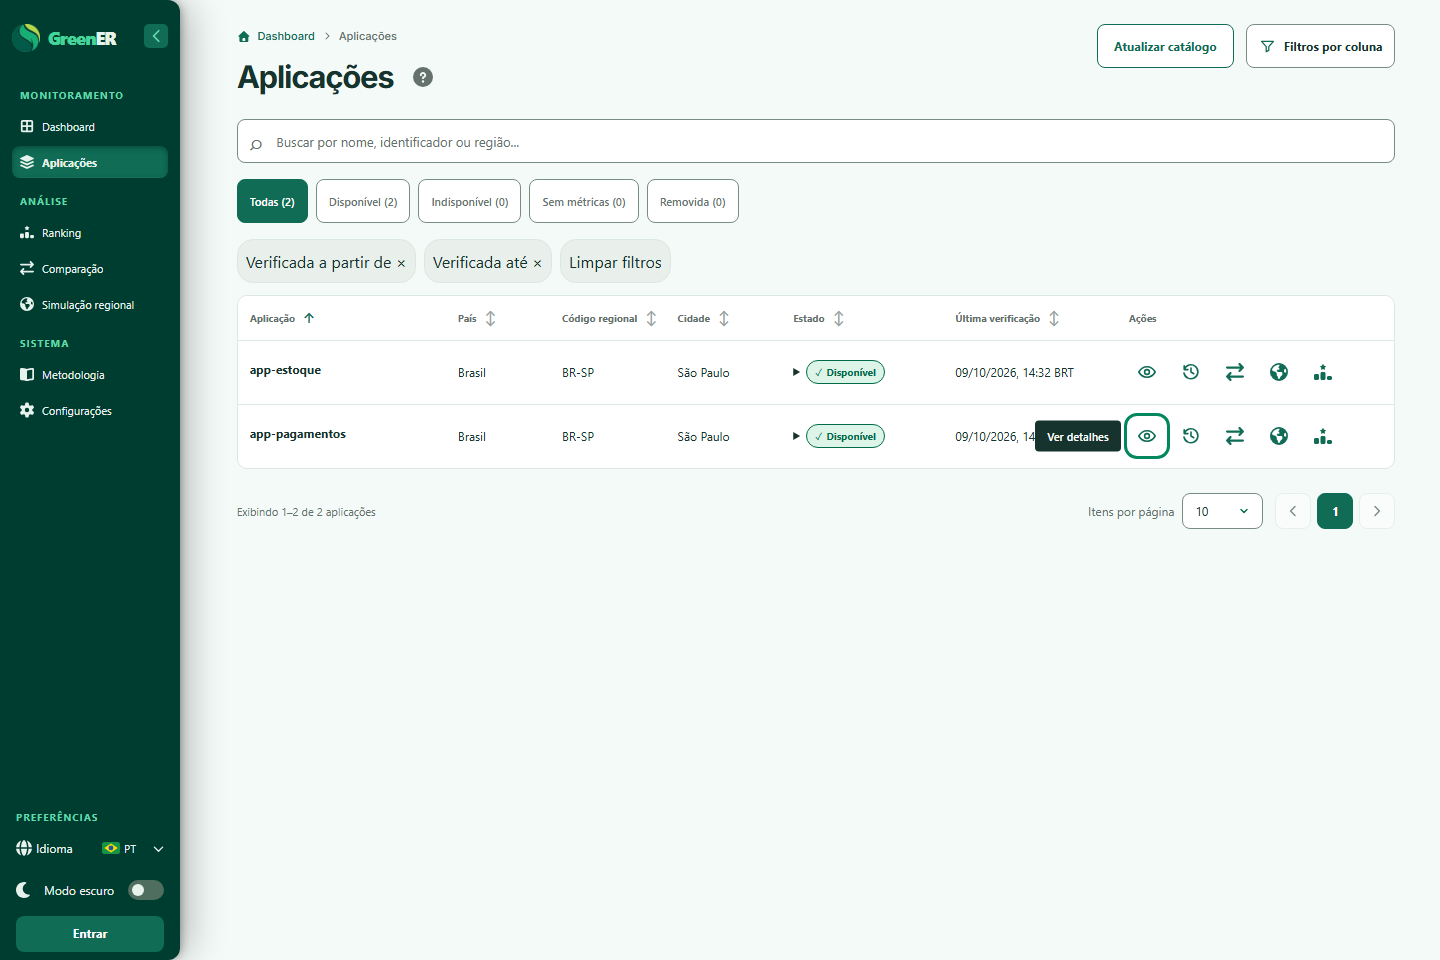 GreenER
MONITORAMENTO
Dashboard
Aplicações
ANÁLISE
Ranking
Comparação
Simulação regional
SISTEMA
Metodologia
Configurações
PREFERÊNCIAS
Idioma PT
Modo escuro
Entrar
Dashboard > Aplicações
Aplicações ?
Atualizar catálogo
Filtros por coluna
Buscar por nome, identificador ou região...
Todas (2) Disponível (2) Indisponível (0) Sem métricas (0) Removida (0)
Verificada a partir de × Verificada até × Limpar filtros
Aplicação País Código regional Cidade Estado Última verificação Ações
app-estoque Brasil BR-SP São Paulo ✓ Disponível 09/10/2026, 14:32 BRT
app-pagamentos Brasil BR-SP São Paulo ✓ Disponível 09/10/2026, 14 Ver detalhes
Exibindo 1–2 de 2 aplicações
Itens por página 10 1